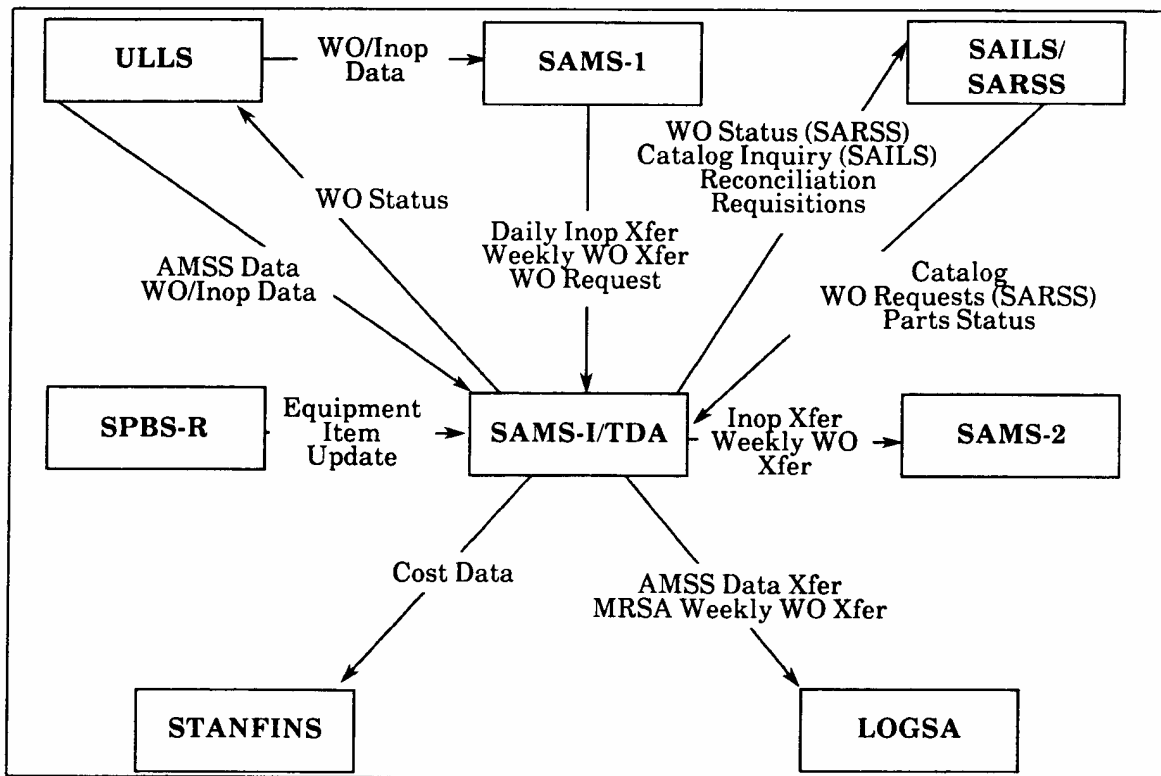 ULLS
WO/Inop
Data
SAMS-1
SAILS/
SARSS
WO Status (SARSS)
Catalog Inquiry (SAILS)
Reconciliation
Requisitions
WO Status
Daily Inop Xfer
Weekly WO Xfer
WO Request
AMSS Data
WO/Inop Data
Catalog
WO Requests (SARSS)
Parts Status
SPBS-R
Equipment
Item
Update
SAMS-I/TDA
Inop Xfer
Weekly WO
Xfer
SAMS-2
Cost Data
AMSS Data Xfer
MRSA Weekly WO Xfer
STANFINS
LOGSA